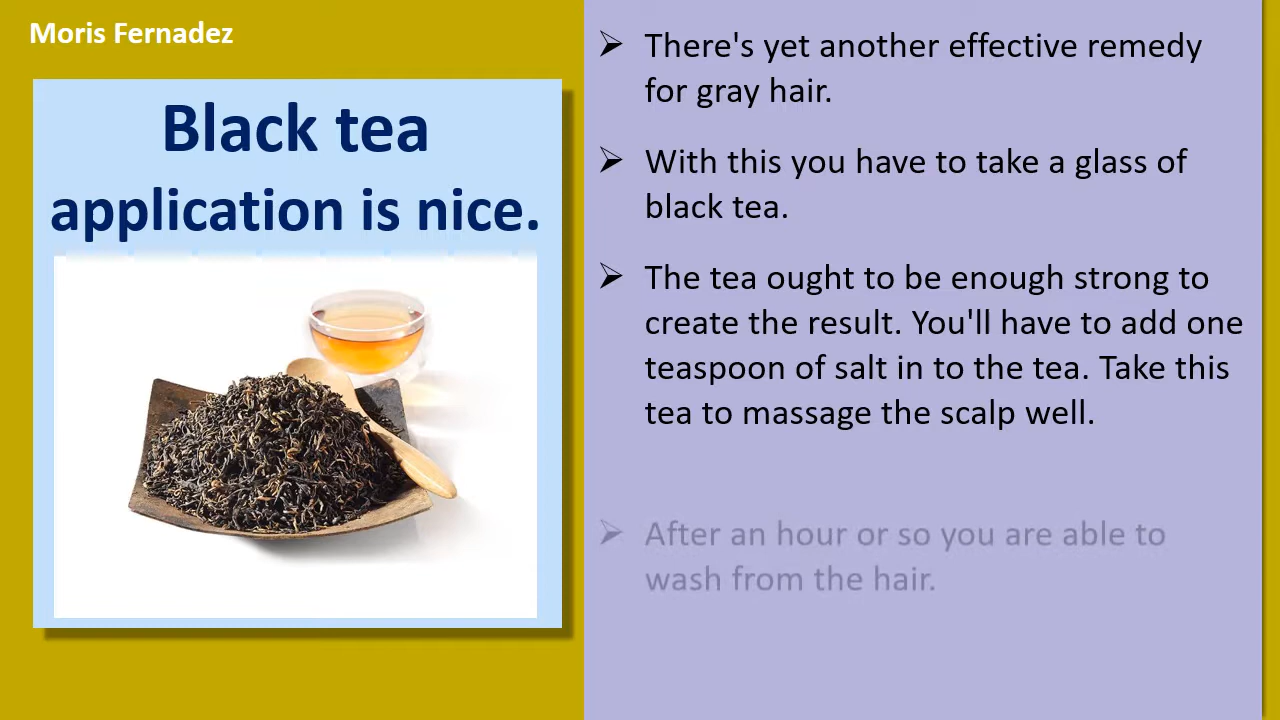 Moris Fernadez
Black tea
application is nice.
➢ There's yet another effective remedy
for gray hair.
➢ With this you have to take a glass of
black tea.
➢ The tea ought to be enough strong to
create the result. You'll have to add one
teaspoon of salt in to the tea. Take this
tea to massage the scalp well.
➢ After an hour or so you are able to
wash from the hair.